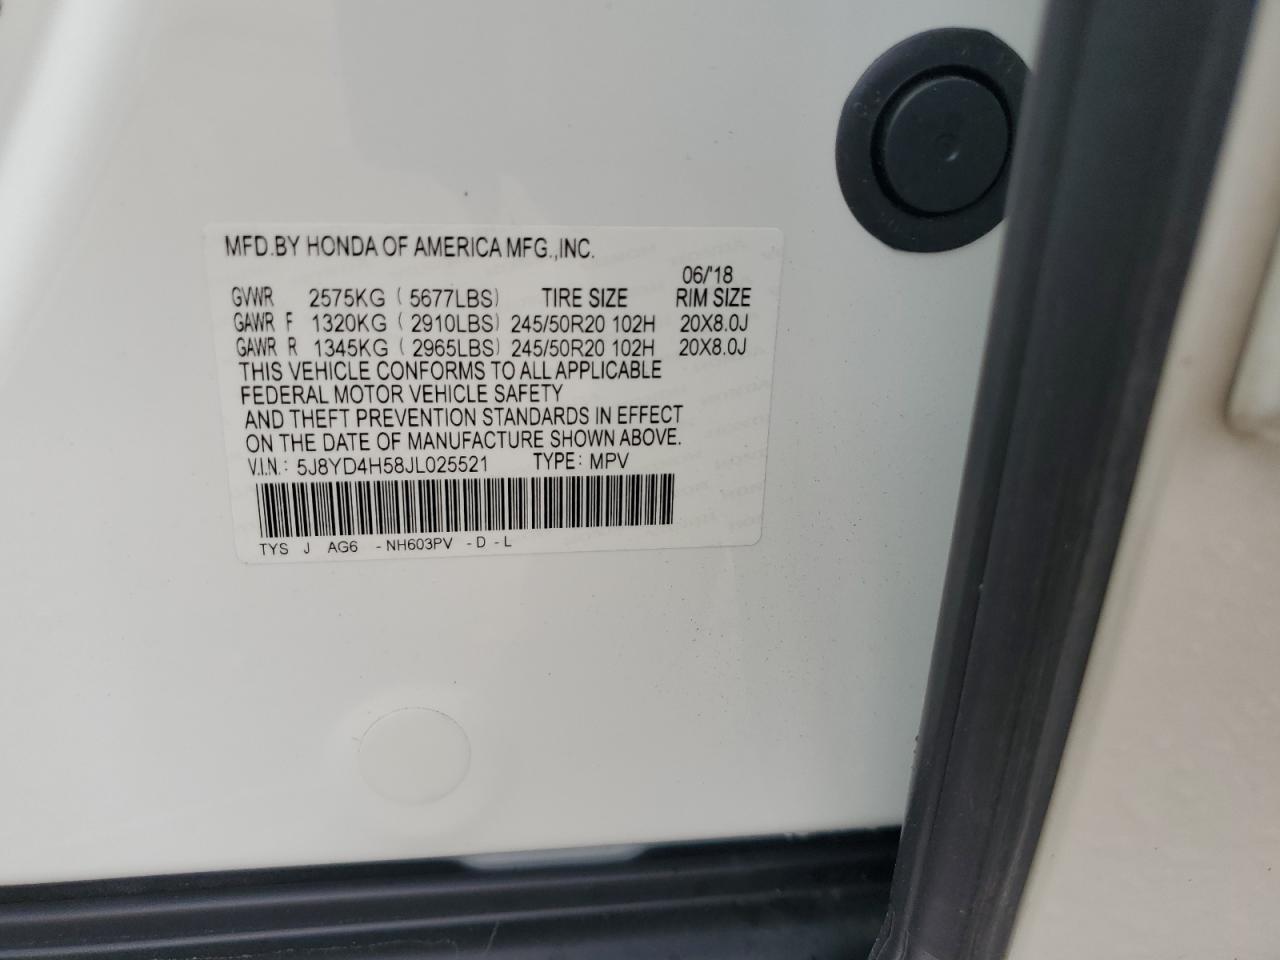 MFD.BY HONDA OF AMERICA MFG.,INC.
06/'18
GVWR 2575KG ( 5677LBS) TIRE SIZE RIM SIZE
GAWR F 1320KG ( 2910LBS) 245/50R20 102H 20X8.0J
GAWR R 1345KG ( 2965LBS) 245/50R20 102H 20X8.0J
THIS VEHICLE CONFORMS TO ALL APPLICABLE
FEDERAL MOTOR VEHICLE SAFETY
AND THEFT PREVENTION STANDARDS IN EFFECT
ON THE DATE OF MANUFACTURE SHOWN ABOVE.
V.I.N.: 5J8YD4H58JL025521 TYPE: MPV
TYS J AG6 -NH603PV -D -L